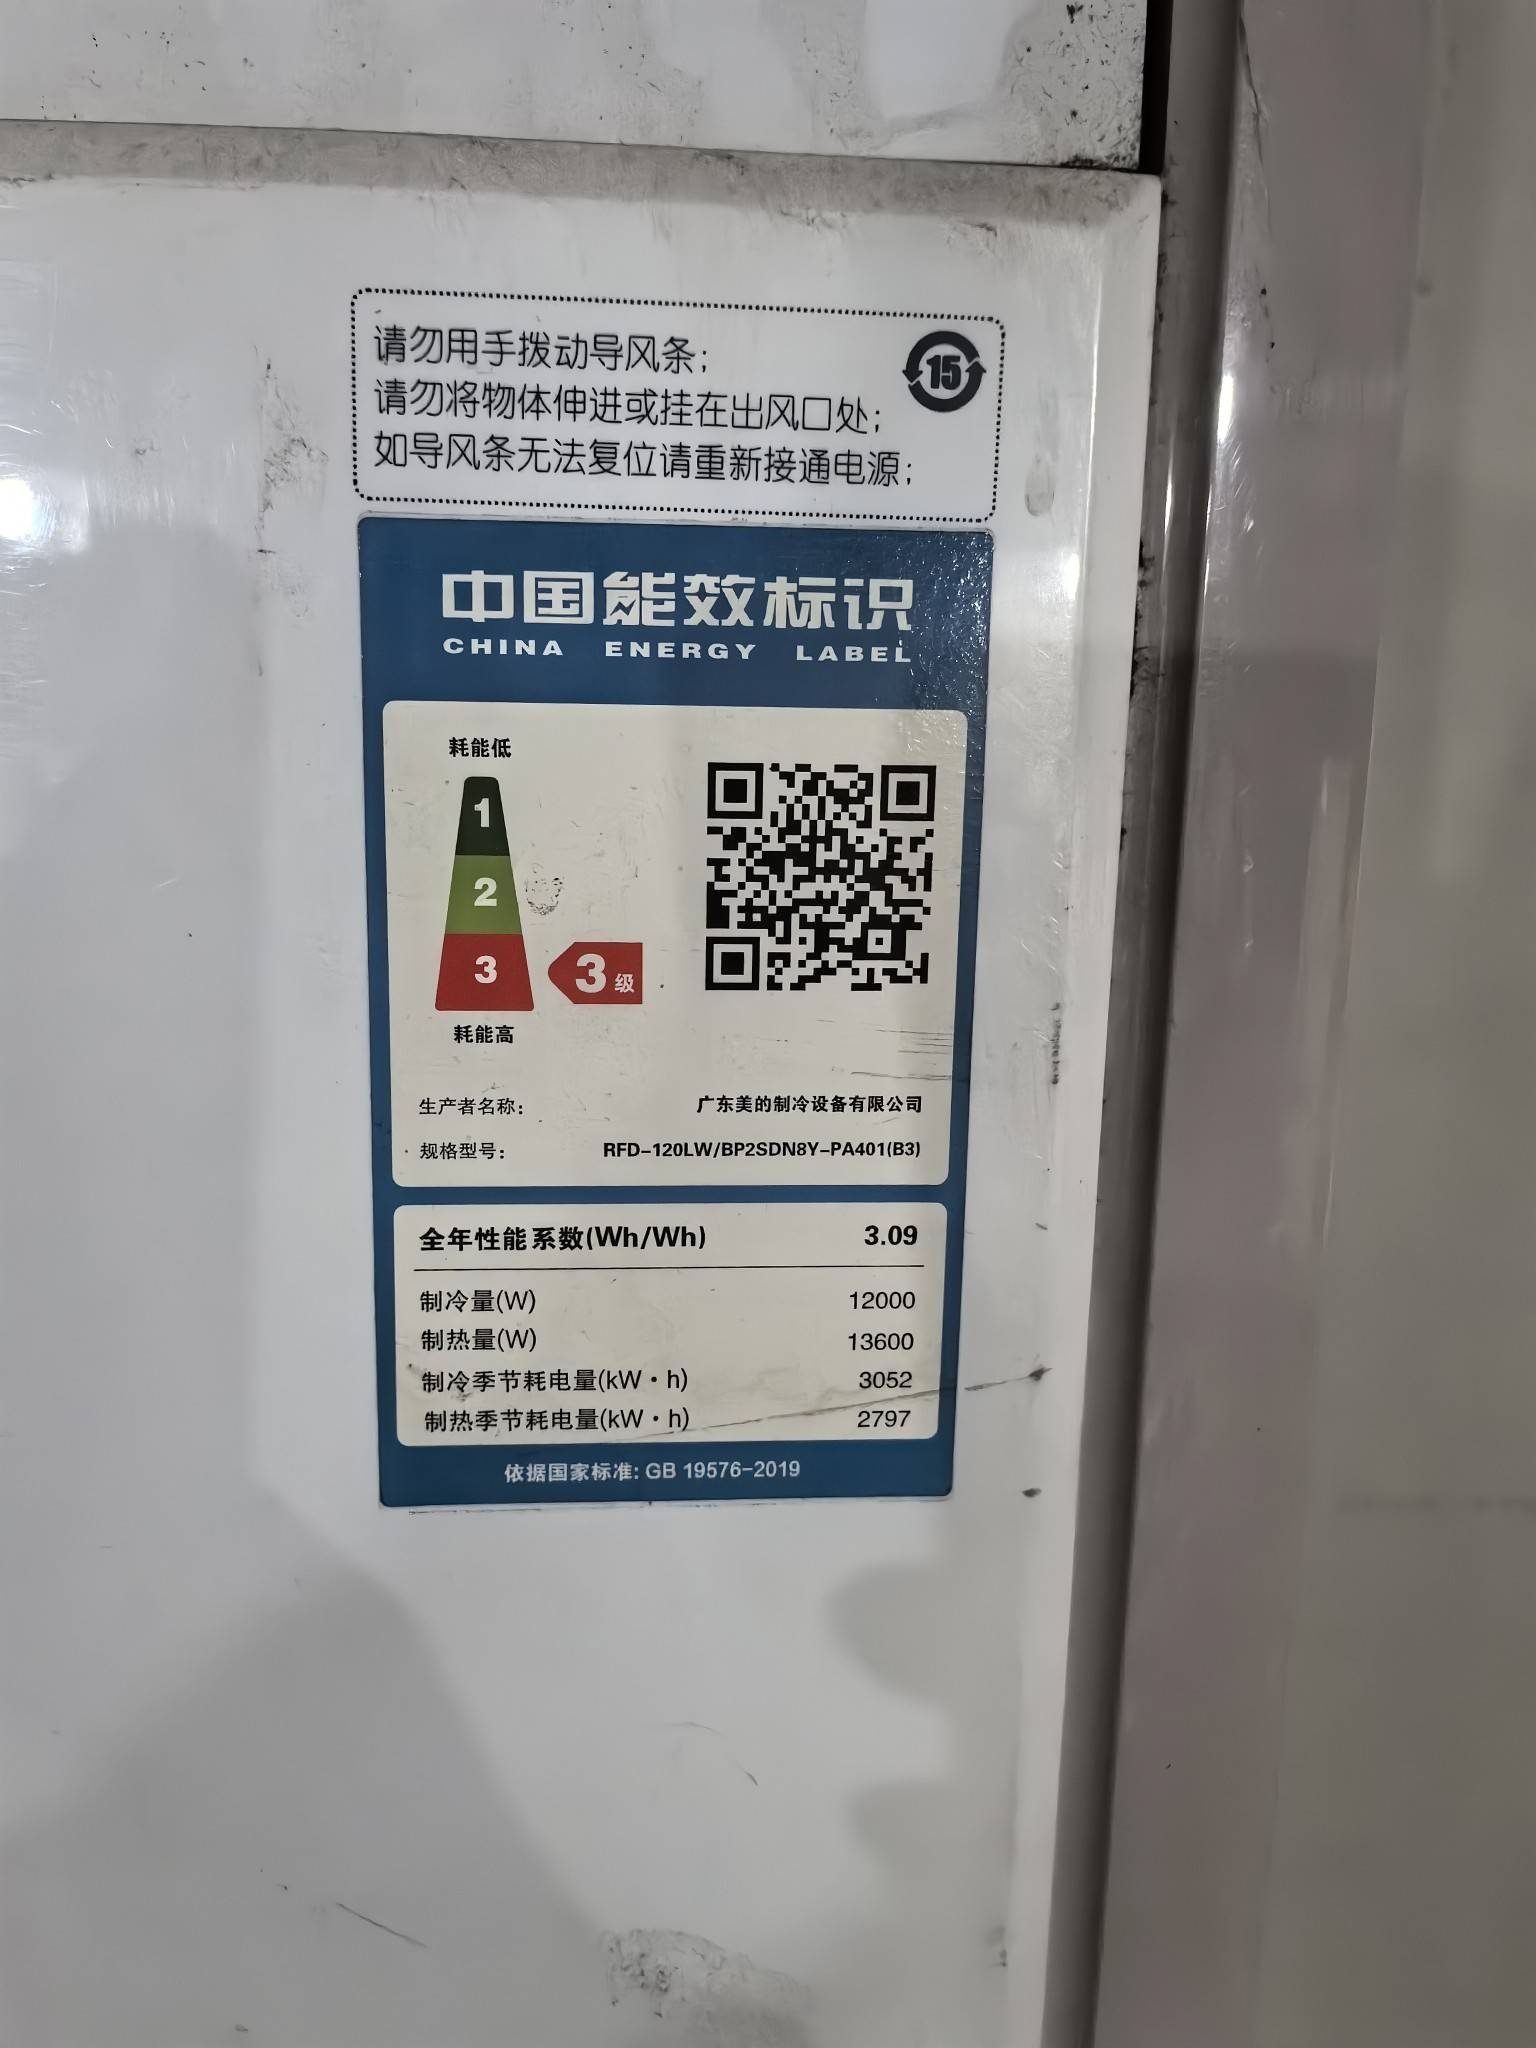 请勿用手拨动导风条；
15
请勿将物体伸进或挂在出风口处；
如导风条无法复位请重新接通电源；
中国能效标识
CHINA ENERGY LABEL
耗能低
1
2
3
3级
耗能高
生产者名称： 广东美的制冷设备有限公司
规格型号： RFD-120LW/BP2SDN8Y-PA401(B3)
全年性能系数(Wh/Wh) 3.09
制冷量(W) 12000
制热量(W) 13600
制冷季节耗电量(kW·h) 3052
制热季节耗电量(kW·h) 2797
依据国家标准: GB 19576-2019